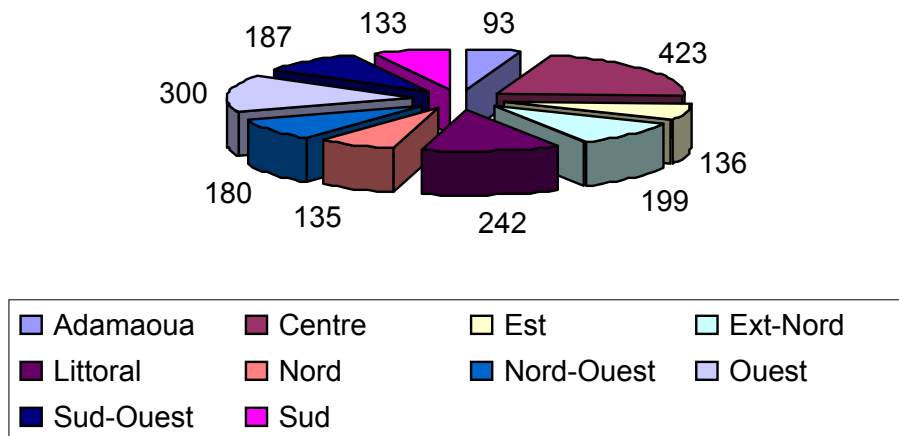 133 93
187 423
300
136
180 199
135 242
Adamaoua Centre Est Ext-Nord
Littoral Nord Nord-Ouest Ouest
Sud-Ouest Sud